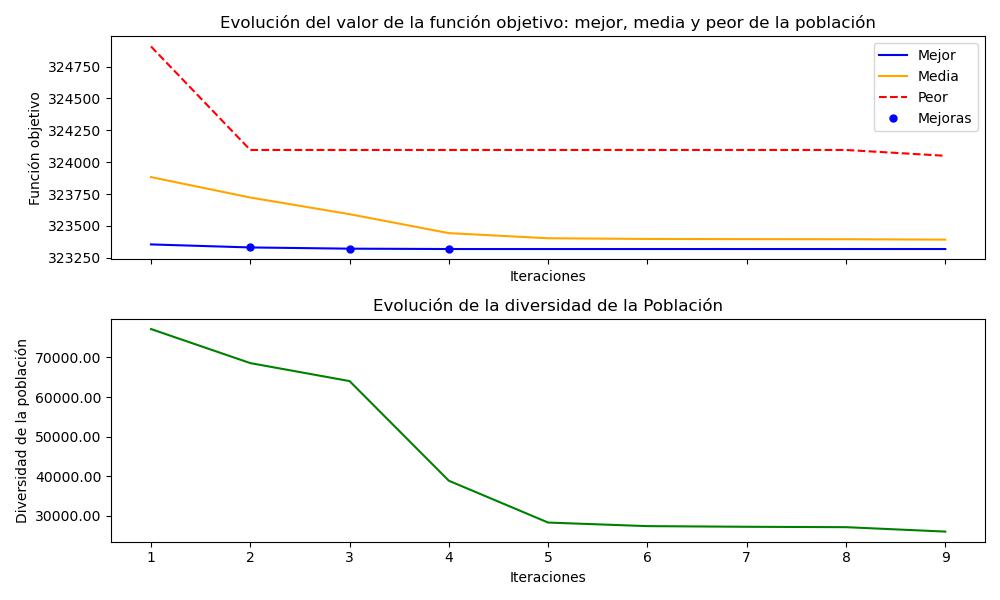 Evolución del valor de la función objetivo: mejor, media y peor de la población
Función objetivo
324750
324500
324250
324000
323750
323500
323250
Mejor
Media
Peor
Mejoras
Iteraciones
Evolución de la diversidad de la Población
Diversidad de la población
70000.00
60000.00
50000.00
40000.00
30000.00
1 2 3 4 5 6 7 8 9
Iteraciones